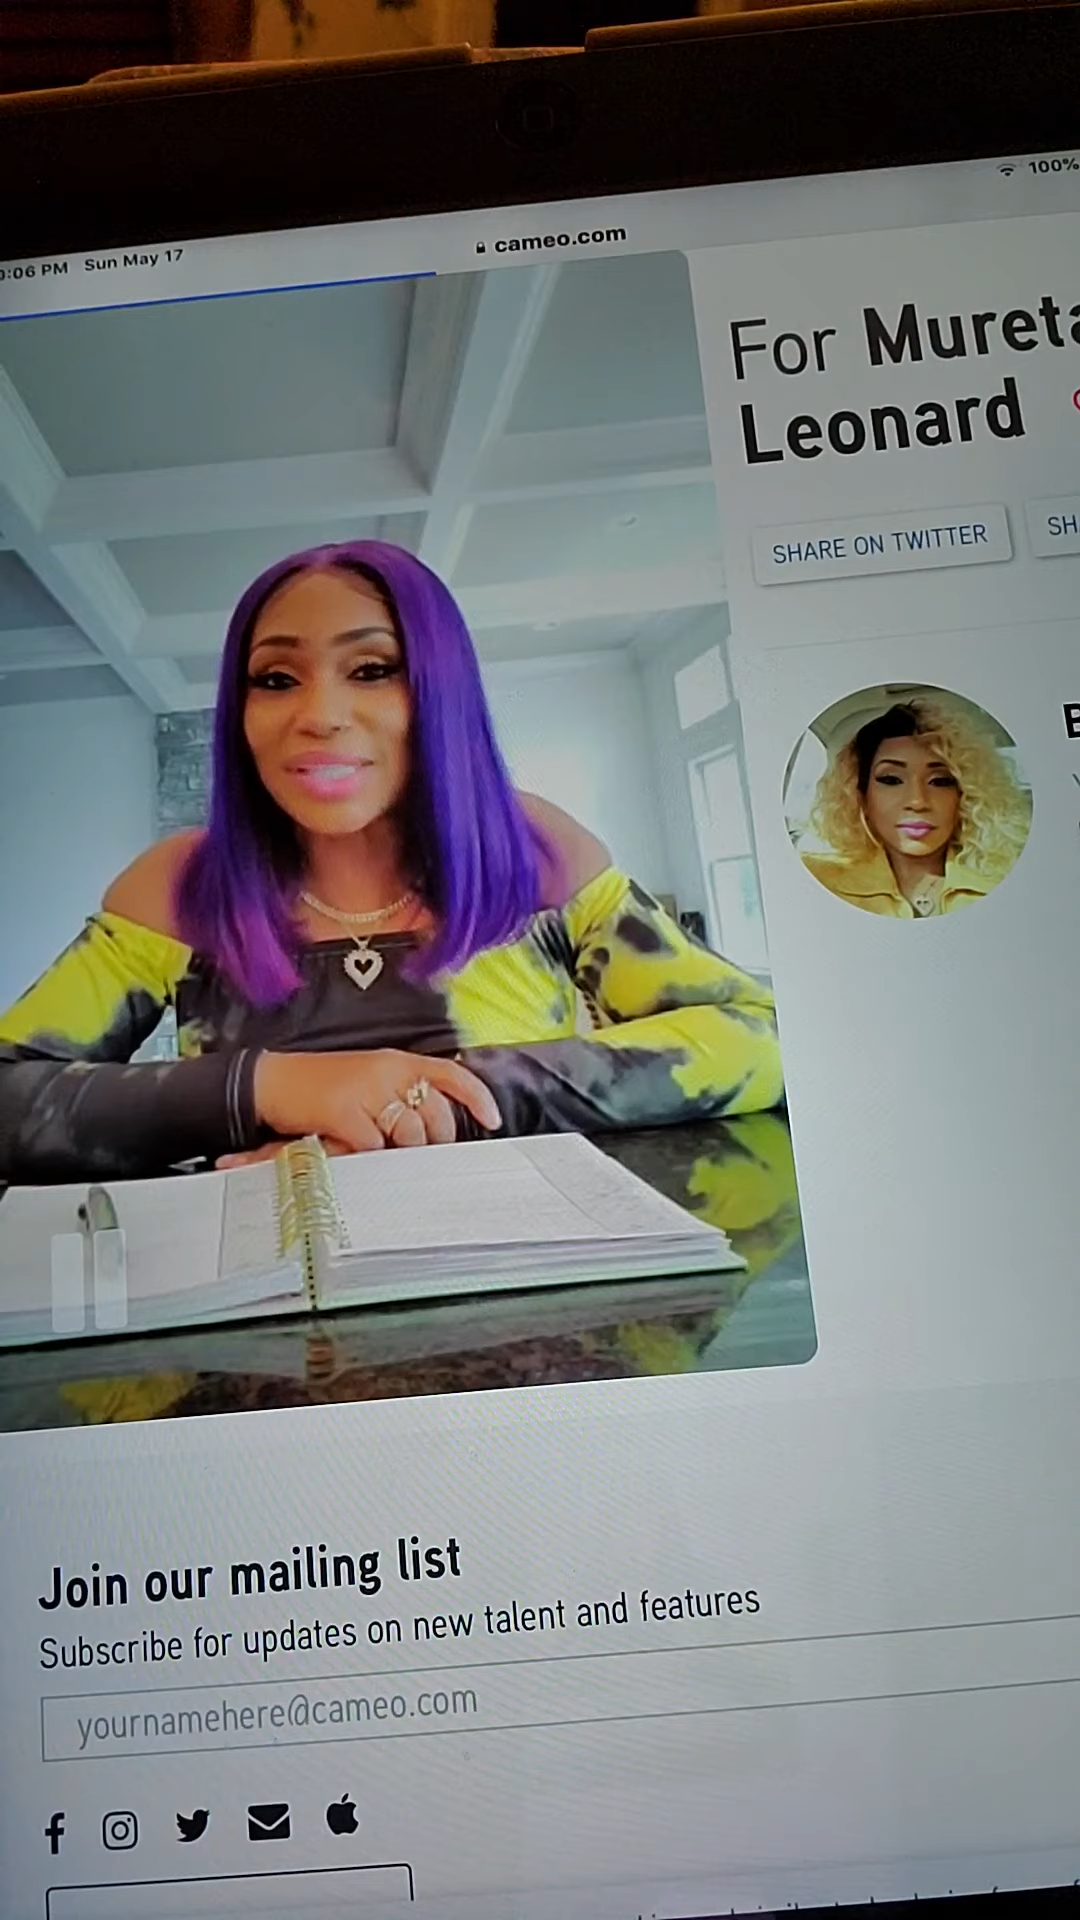 100%
:06 PM Sun May 17
cameo.com
For Mureta
Leonard
SHARE ON TWITTER
SH
Join our mailing list
Subscribe for updates on new talent and features
yournamehere@cameo.com